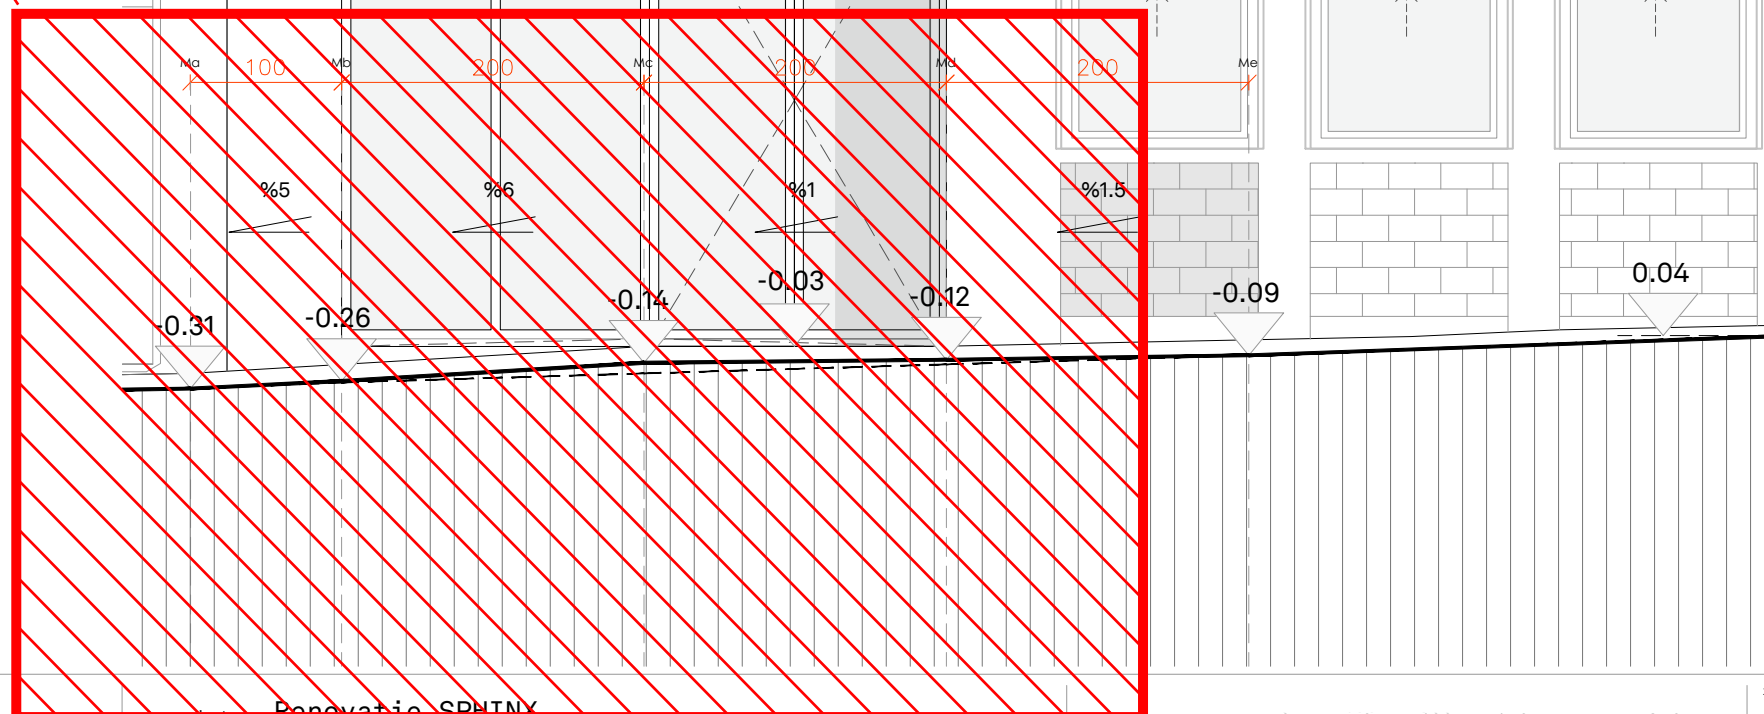 Ma 100 Mb 200 Mc 200 Md 200 Me
%5 %6 %1 %1.5
-0.31 -0.26 -0.14 -0.03 -0.12 -0.09 0.04
Renovatie SPHINX